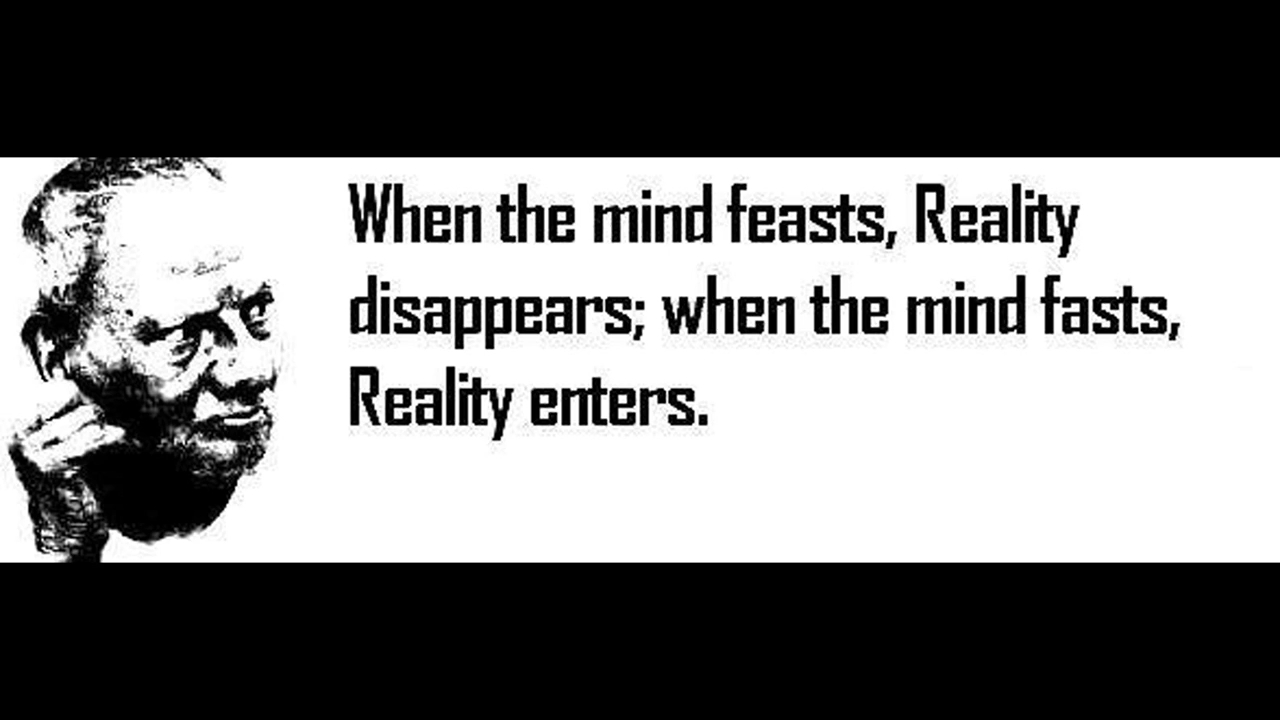 When the mind feasts, Reality
disappears; when the mind fasts,
Reality enters.